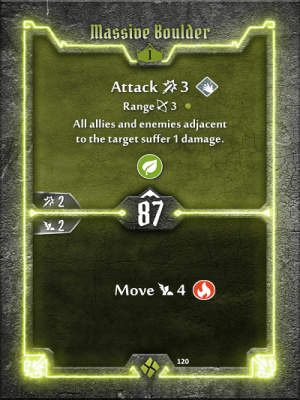 Massive Boulder
1
Attack 3
Range 3
All allies and enemies adjacent
to the target suffer 1 damage.
2
87
2
Move 4
120